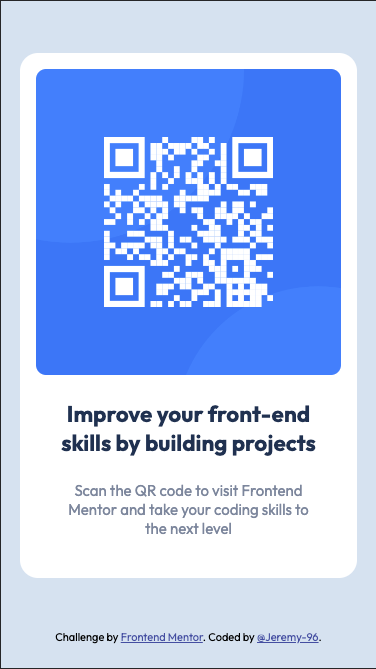 Improve your front-end
skills by building projects
Scan the QR code to visit Frontend
Mentor and take your coding skills to
the next level
Challenge by Frontend Mentor. Coded by @Jeremy-96.